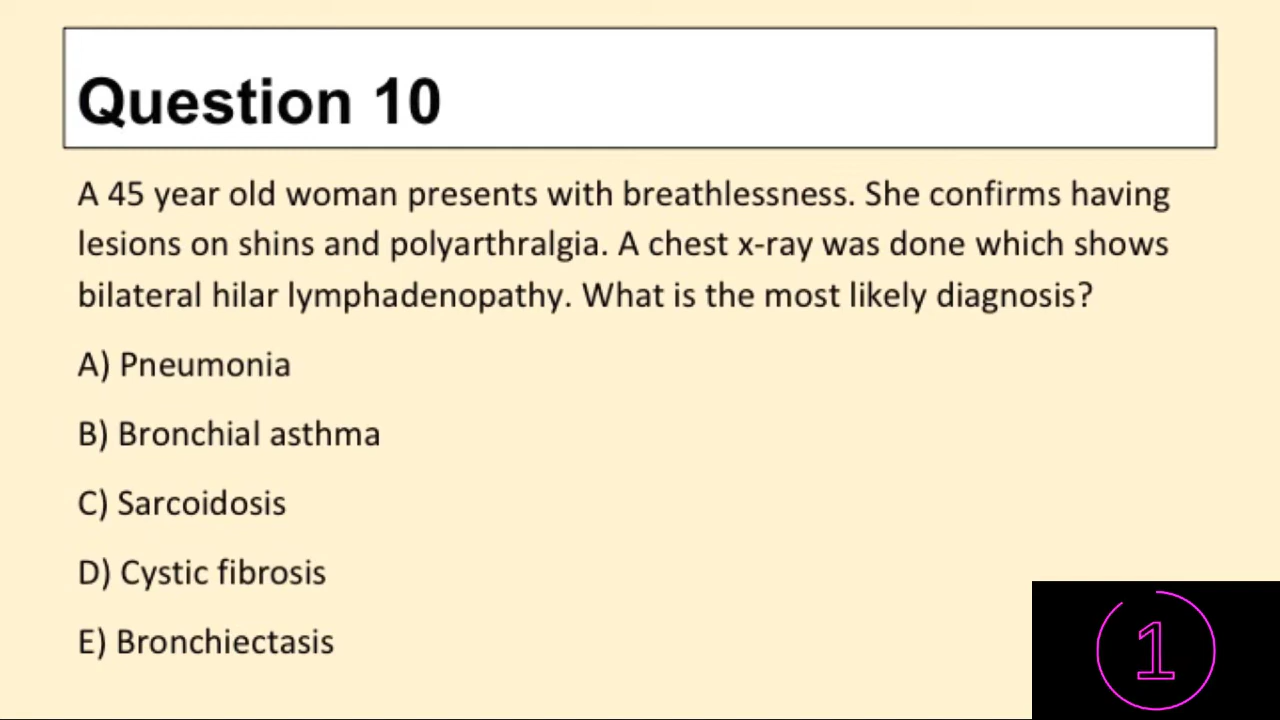 Question 10
A 45 year old woman presents with breathlessness. She confirms having
lesions on shins and polyarthralgia. A chest x-ray was done which shows
bilateral hilar lymphadenopathy. What is the most likely diagnosis?
A) Pneumonia
B) Bronchial asthma
C) Sarcoidosis
D) Cystic fibrosis
E) Bronchiectasis
1